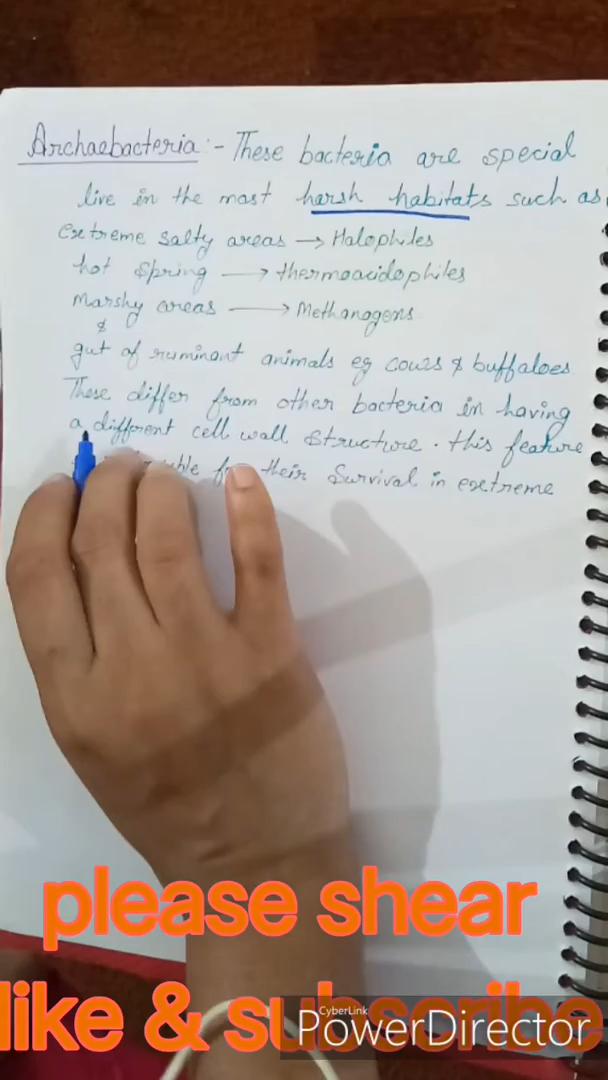 Archaebacteria :- These bacteria are special
live in the most harsh habitats such as
extreme salty areas → Halophiles
hot spring → thermoacidophiles
Marshy areas → Methanogens
&
gut of ruminant animals eg cows & buffaloes
These differ from other bacteria in having
a different cell wall structure. this feature
their survival in extreme
please shear
like & subscribe
CyberLink
PowerDirector